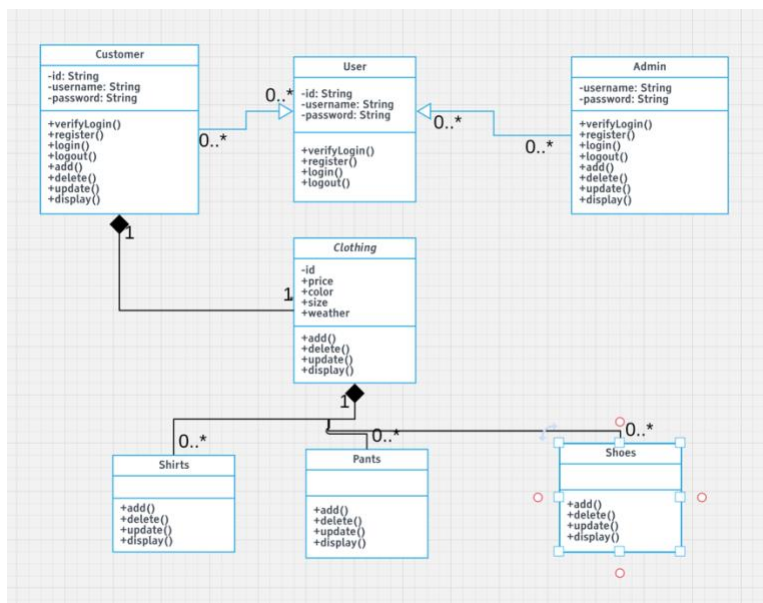 Customer
-id: String
-username: String
-password: String
+verifyLogin()
+register()
+login()
+logout()
+add()
+delete()
+update()
+display()
0..*
0..*
User
-id: String
-username: String
-password: String
+verifyLogin()
+register()
+login()
+logout()
0..*
0..*
Admin
-username: String
-password: String
+verifyLogin()
+register()
+login()
+logout()
+add()
+delete()
+update()
+display()
1
1
Clothing
-id
+price
+color
+size
+weather
+add()
+delete()
+update()
+display()
1
0..*
Shirts
+add()
+delete()
+update()
+display()
0..*
Pants
+add()
+delete()
+update()
+display()
0..*
Shoes
+add()
+delete()
+update()
+display()